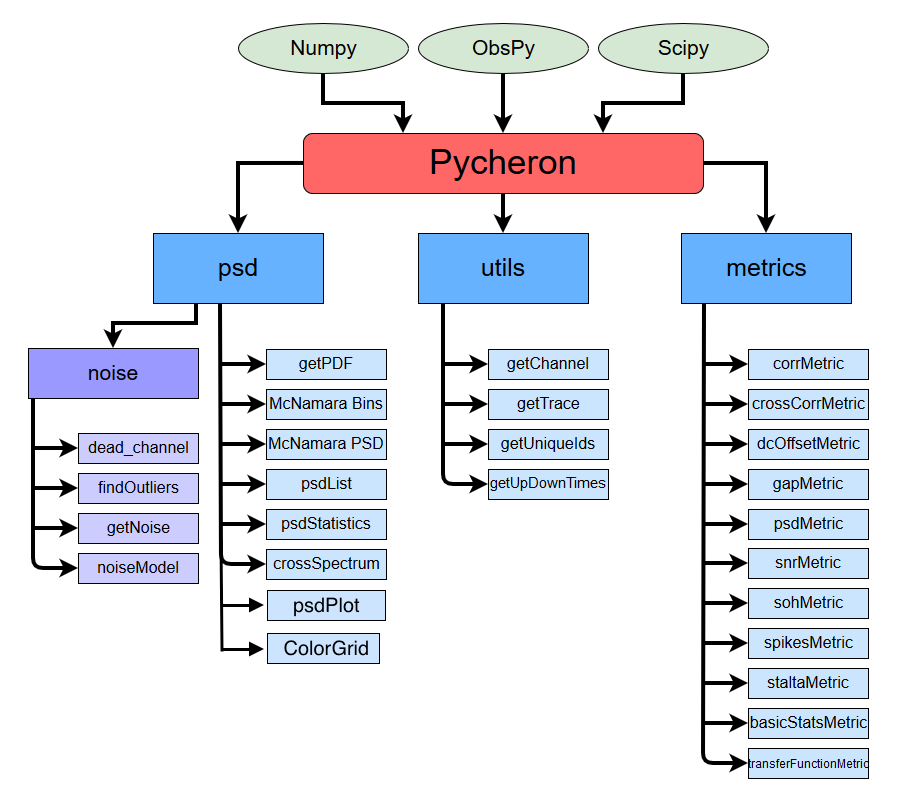 Numpy
ObsPy
Scipy
Pycheron
psd
utils
metrics
noise
dead_channel
findOutliers
getNoise
noiseModel
getPDF
McNamara Bins
McNamara PSD
psdList
psdStatistics
crossSpectrum
psdPlot
ColorGrid
getChannel
getTrace
getUniqueIds
getUpDownTimes
corrMetric
crossCorrMetric
dcOffsetMetric
gapMetric
psdMetric
snrMetric
sohMetric
spikesMetric
staltaMetric
basicStatsMetric
transferFunctionMetric